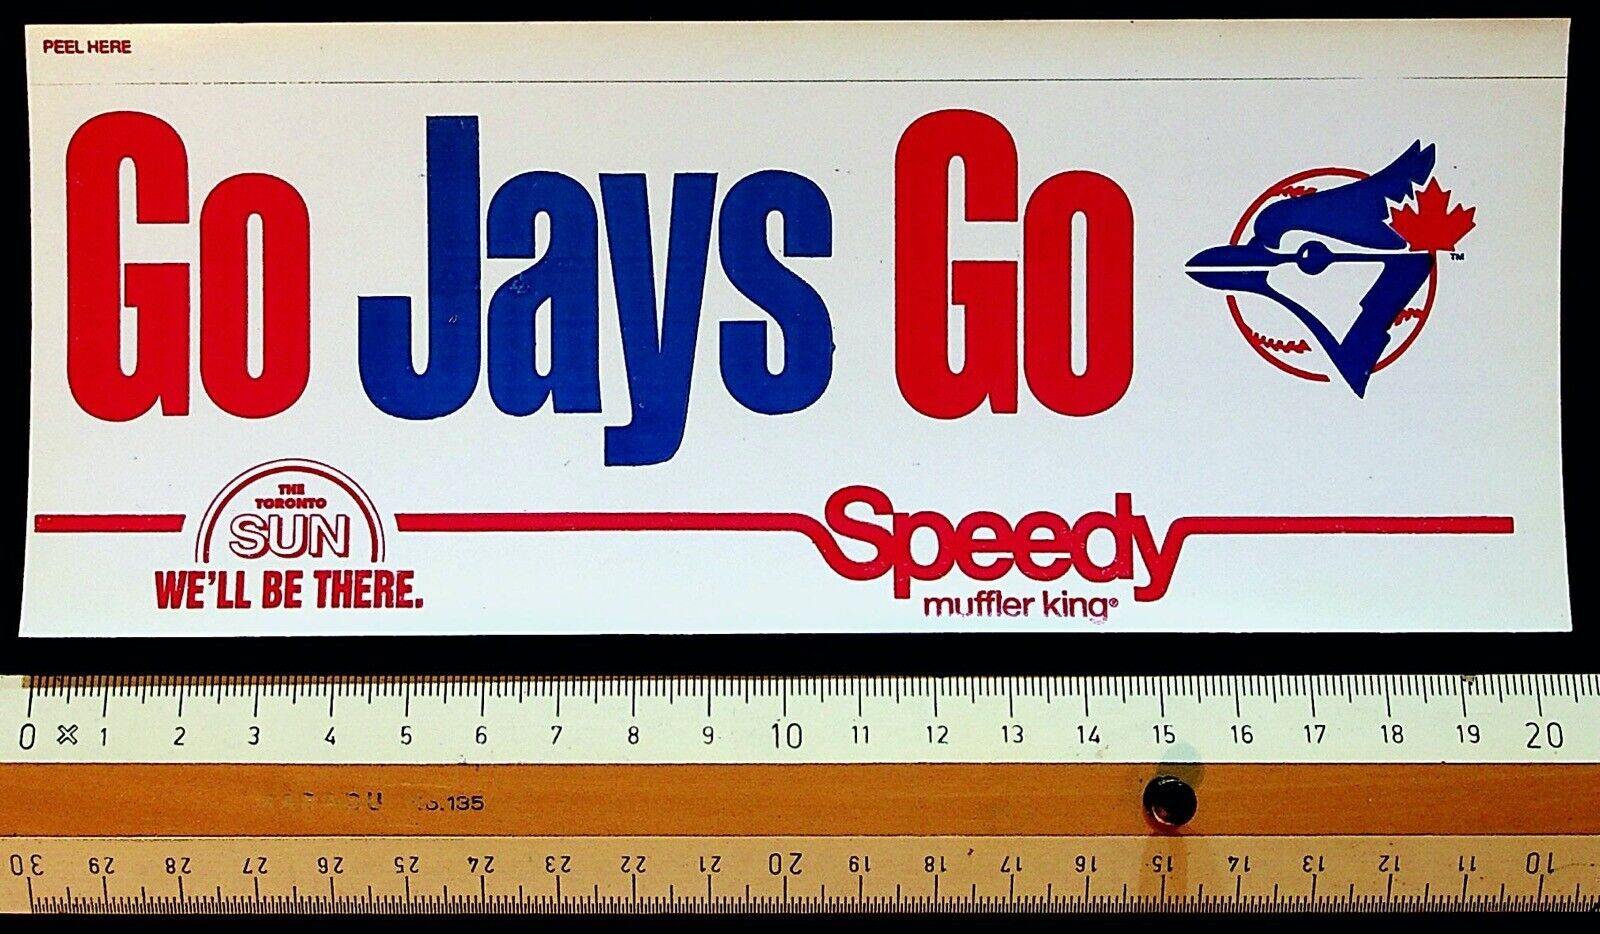 PEEL HERE
Go Jays Go
TM
THE
TORONTO
SUN
WE'LL BE THERE.
Speedy
muffler king®
0 1 2 3 4 5 6 7 8 9 10 11 12 13 14 15 16 17 18 19 20
135
30 29 28 27 26 25 24 23 22 21 20 19 18 17 16 15 14 13 12 11 10